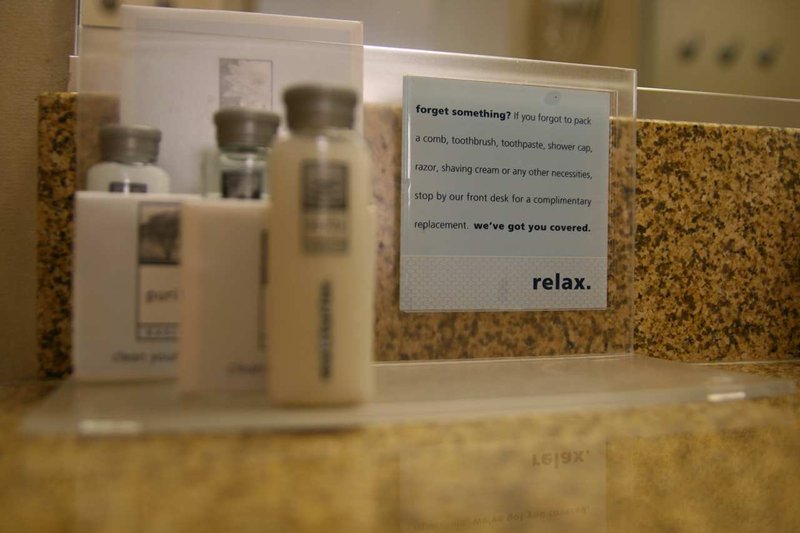 forget something? If you forgot to pack
a comb, toothbrush, toothpaste, shower cap,
razor, shaving cream or any other necessities,
stop by our front desk for a complimentary
replacement. we've got you covered.
relax.